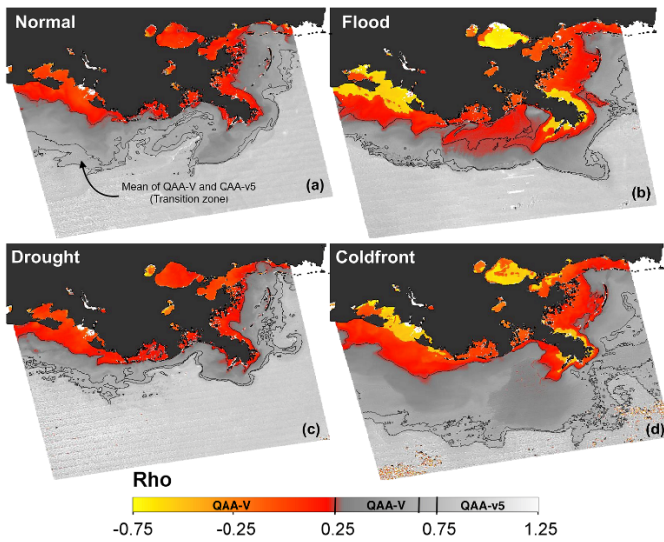 Normal
Flood
Mean of QAA-V and CAA-v5
(Transition zone)
(a)
(b)
Drought
Coldfront
(c)
(d)
Rho
QAA-V QAA-V QAA-v5
-0.75 -0.25 0.25 0.75 1.25